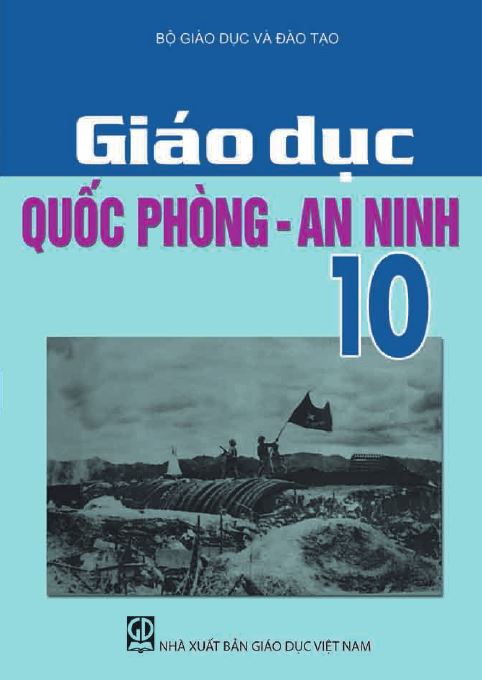 BỘ GIÁO DỤC VÀ ĐÀO TẠO
Giáo dục
QUỐC PHÒNG - AN NINH
10
GD
NHÀ XUẤT BẢN GIÁO DỤC VIỆT NAM